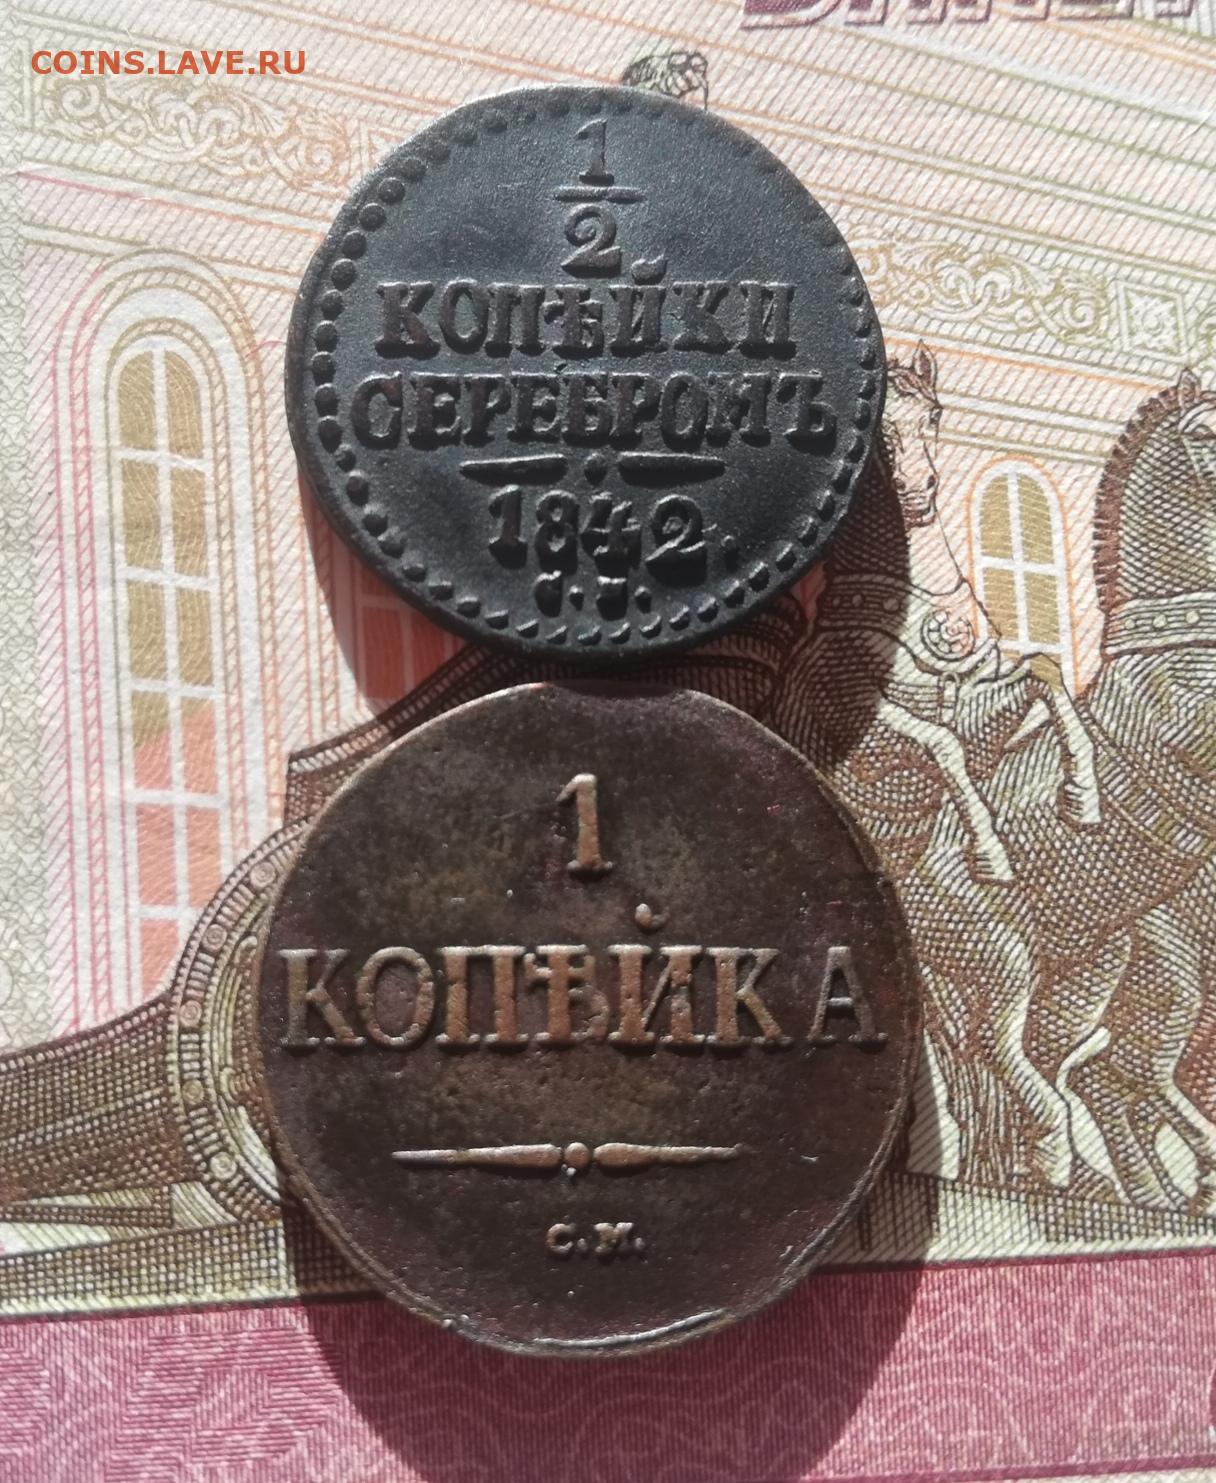 COINS.LAVE.RU
1
2
КОПѢЙКИ
СЕРЕБРОМЪ
1842.
1
КОПѢЙКА
С.М.